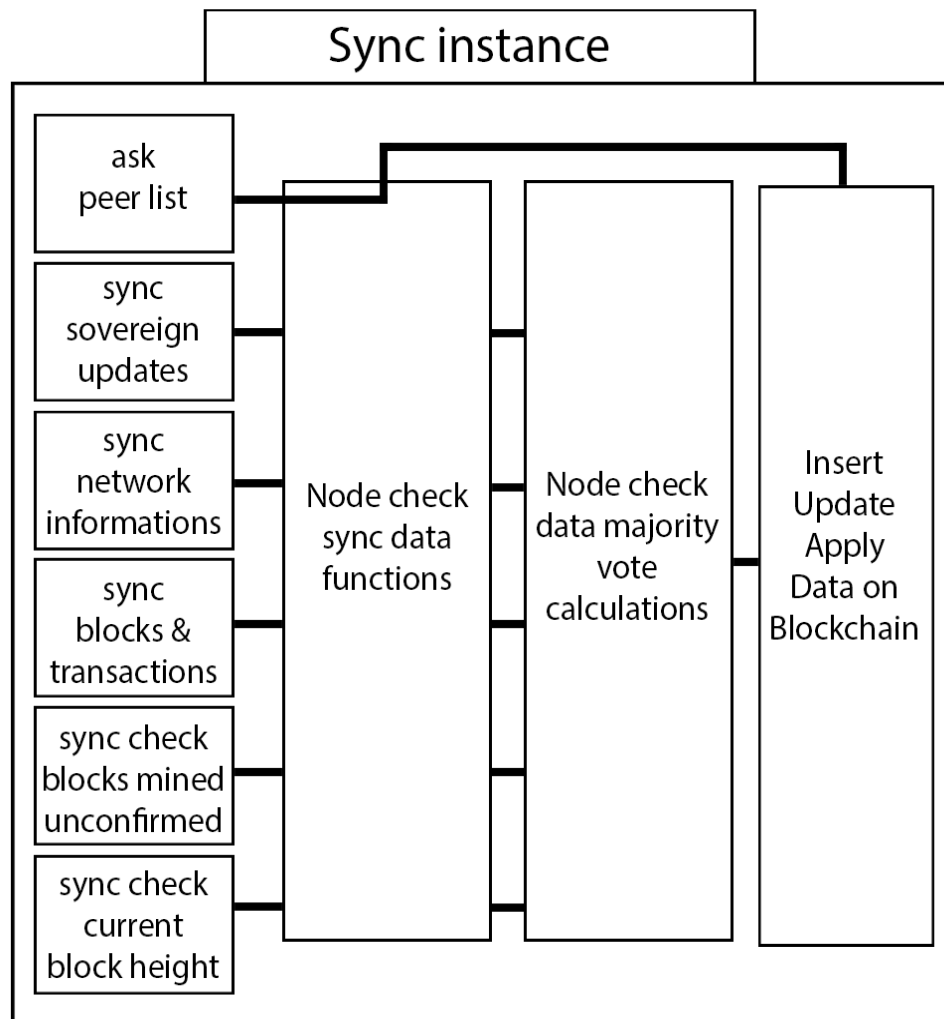 Sync instance
ask
peer list
sync
sovereign
updates
sync
network
informations
sync
blocks &
transactions
sync check
blocks mined
unconfirmed
sync check
current
block height
Node check
sync data
functions
Node check
data majority
vote
calculations
Insert
Update
Apply
Data on
Blockchain